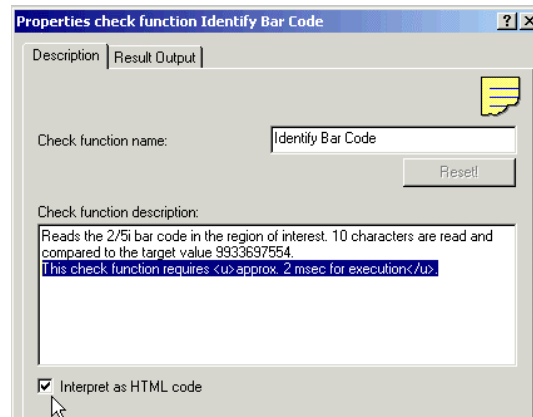 Properties check function Identify Bar Code
Description
Result Output
Check function name:
Identify Bar Code
Reset!
Check function description:
Reads the 2/5i bar code in the region of interest. 10 characters are read and
compared to the target value 9933697554.
This check function requires <u>approx. 2 msec for execution</u>.
Interpret as HTML code